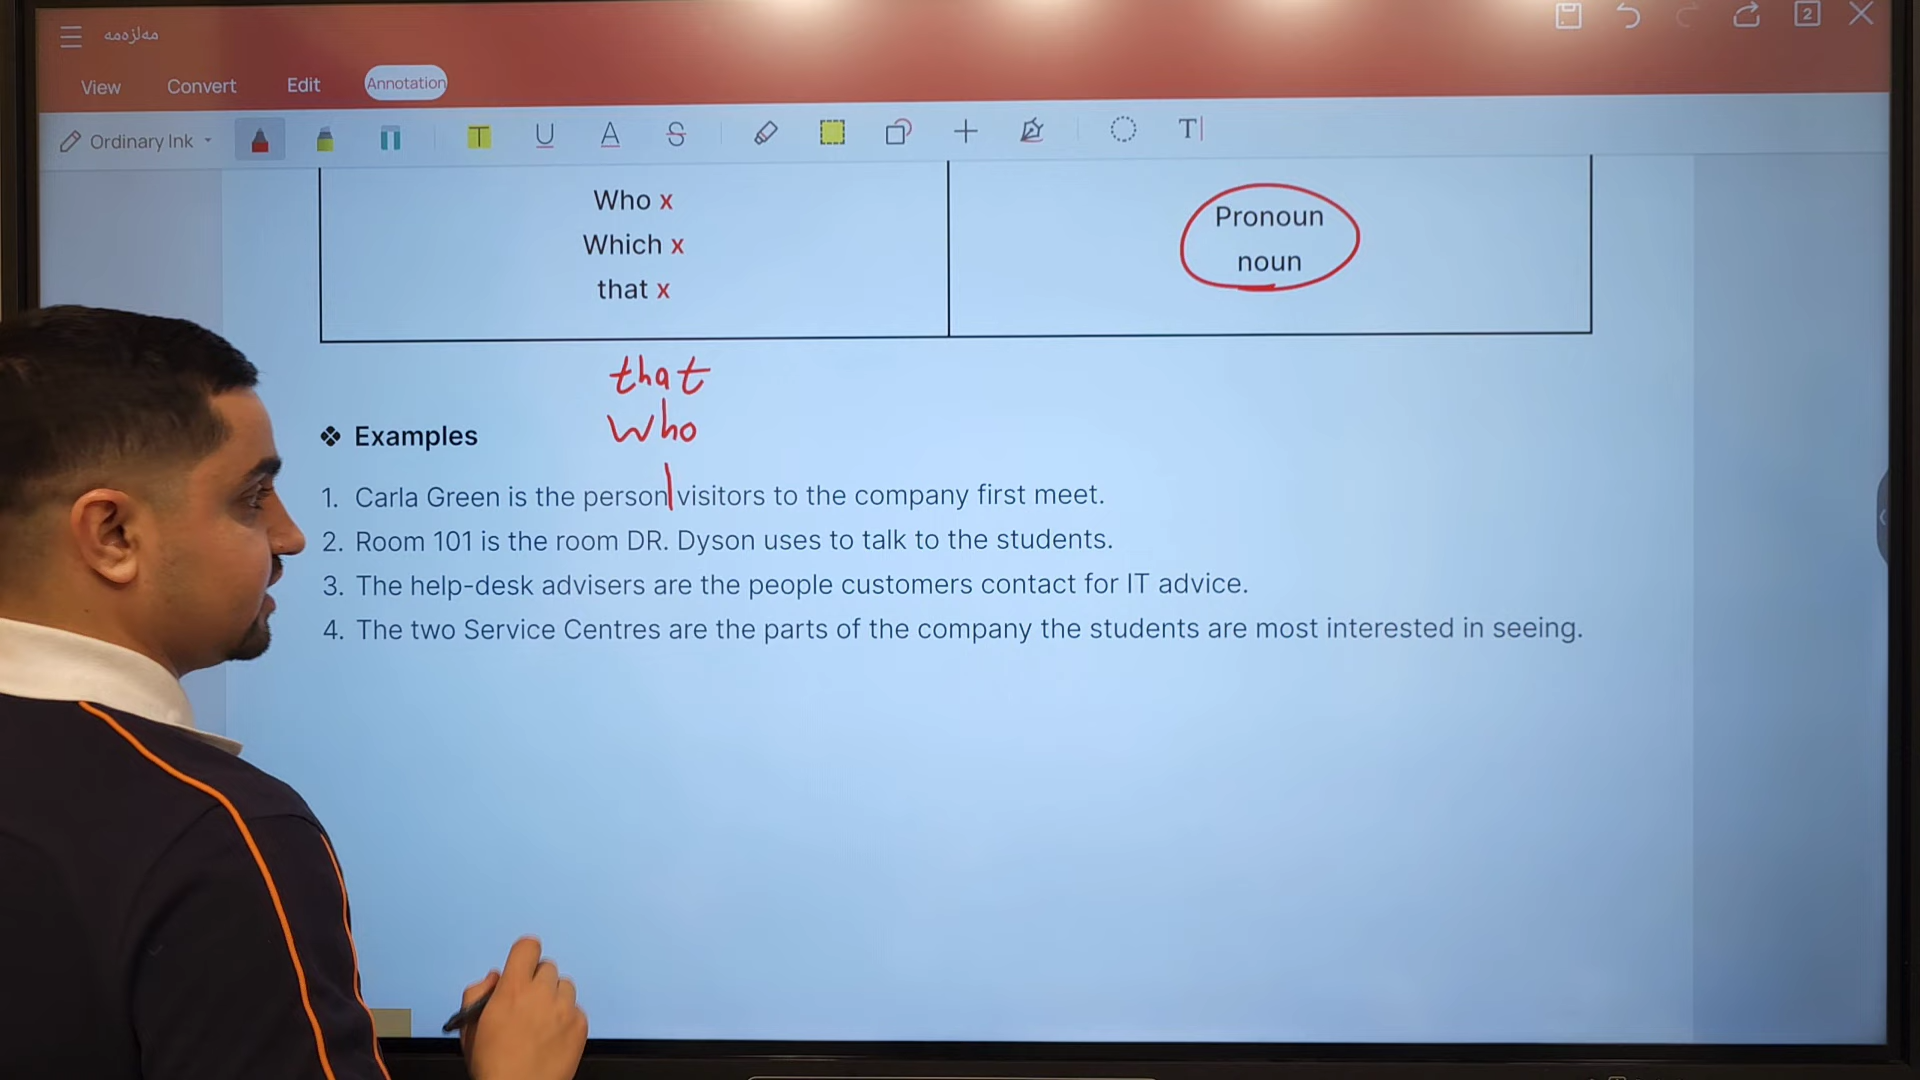 مەلزەمە
View Convert Edit Annotation
Ordinary Ink T U A S T
2
Who x
Which x
that x
Pronoun
noun
that
who
Examples
1. Carla Green is the person visitors to the company first meet.
2. Room 101 is the room DR. Dyson uses to talk to the students.
3. The help-desk advisers are the people customers contact for IT advice.
4. The two Service Centres are the parts of the company the students are most interested in seeing.